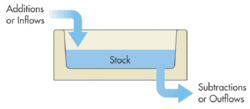 Additions
or Inflows
Stock
Subtractions
or Outflows